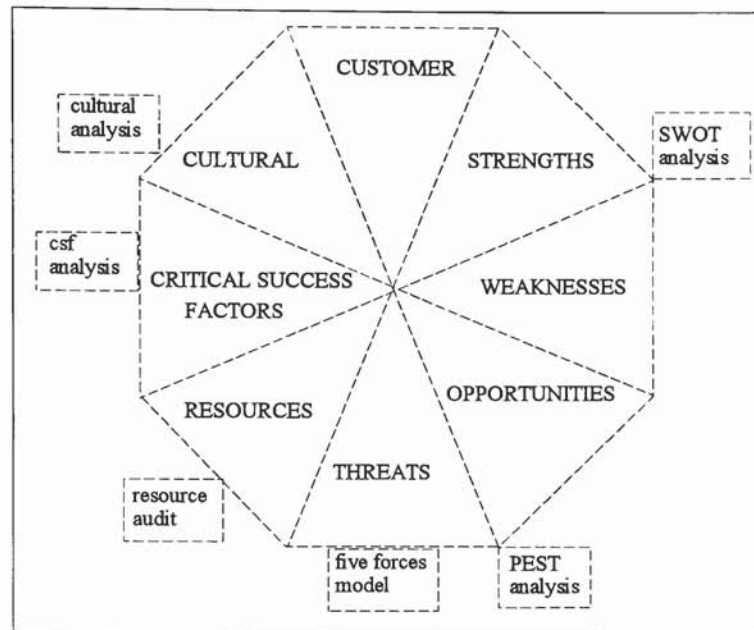 CUSTOMER
cultural
analysis
CULTURAL
STRENGTHS
SWOT
analysis
csf
analysis
CRITICAL SUCCESS
FACTORS
WEAKNESSES
RESOURCES
OPPORTUNITIES
THREATS
resource
audit
five forces
model
PEST
analysis